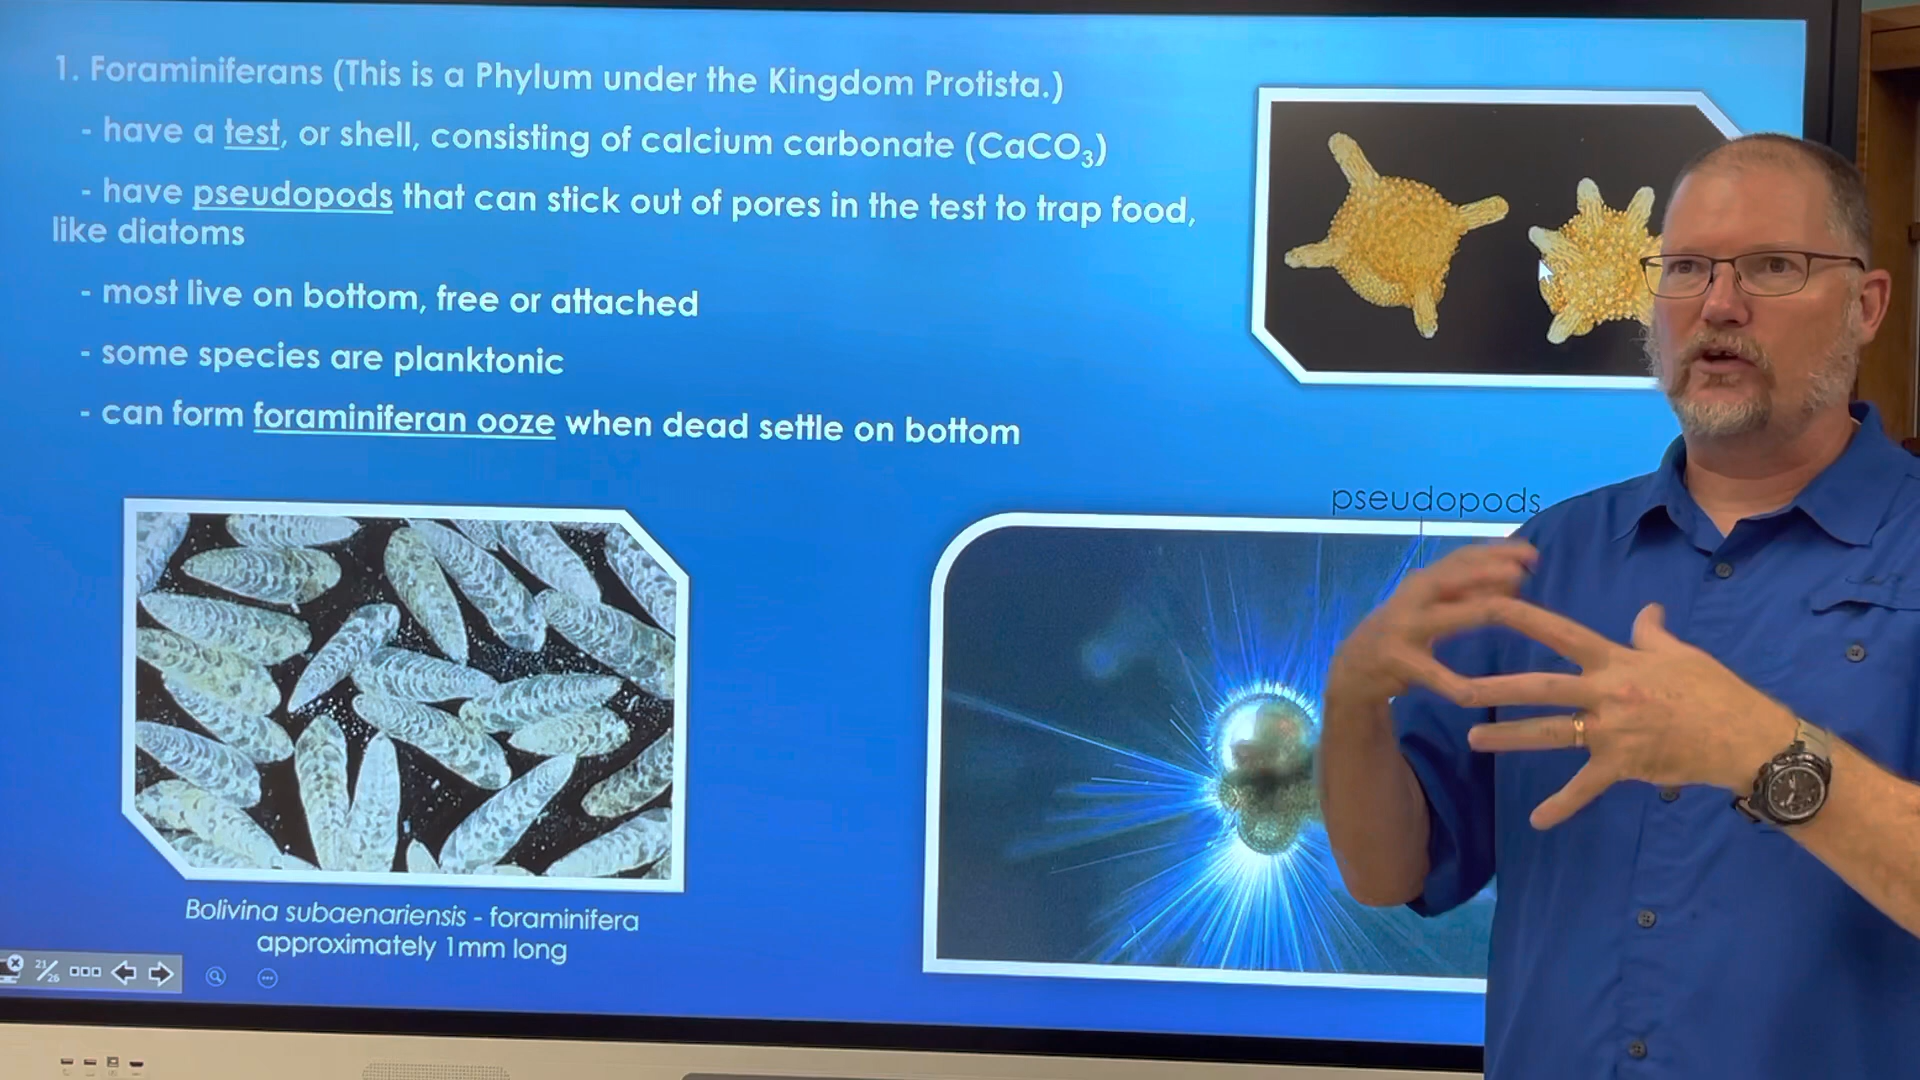 1. Foraminiferans (This is a Phylum under the Kingdom Protista.)
- have a test, or shell, consisting of calcium carbonate (CaCO₃)
- have pseudopods that can stick out of pores in the test to trap food,
like diatoms
- most live on bottom, free or attached
- some species are planktonic
- can form foraminiferan ooze when dead settle on bottom
pseudopods
Bolivina subaenariensis - foraminifera
approximately 1mm long
21/26